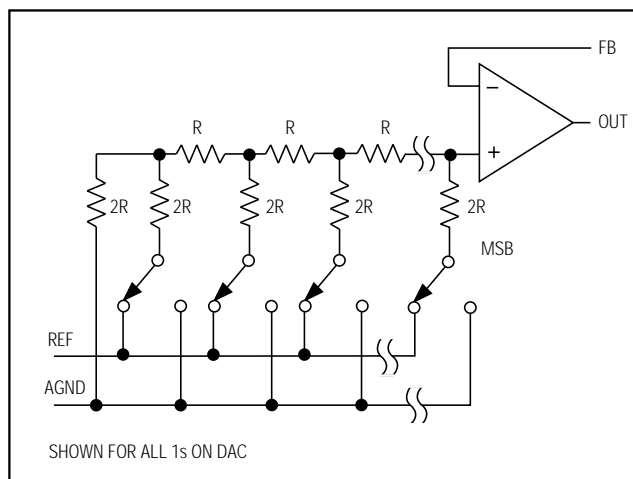 FB
OUT
−
+
R R R
2R 2R 2R 2R 2R
MSB
REF
AGND
SHOWN FOR ALL 1s ON DAC